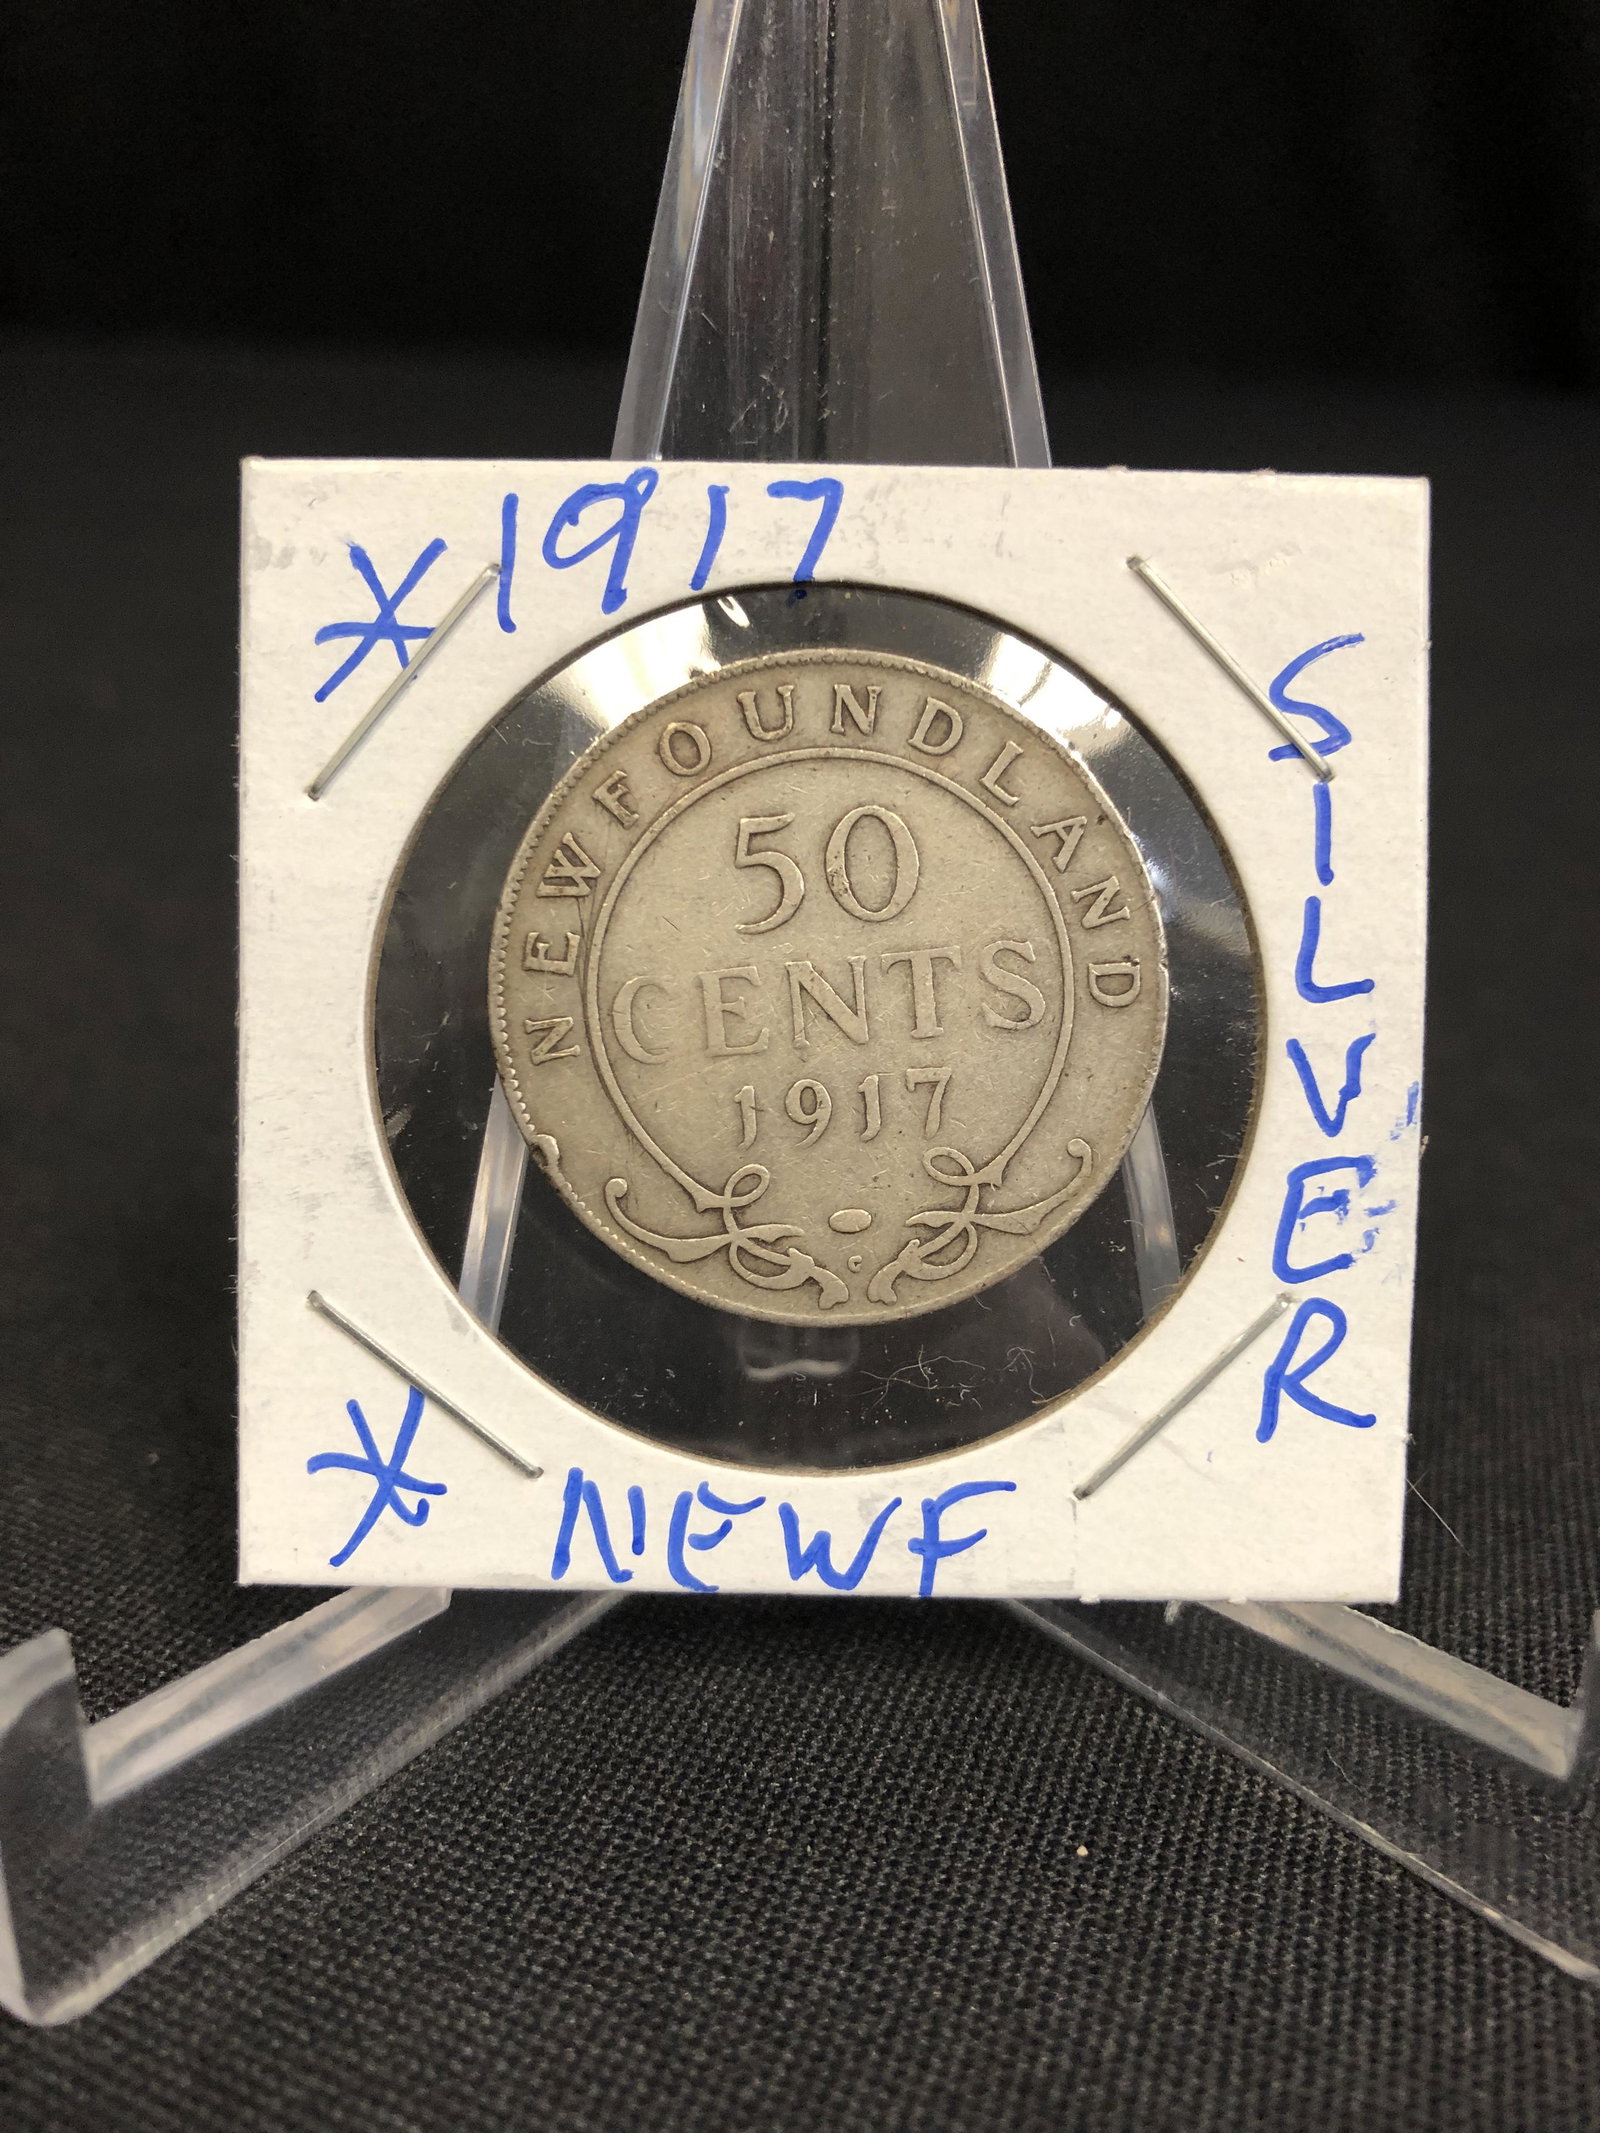 *1917
SILVER
NEWFOUNDLAND
50
CENTS
1917
C
* NEWF